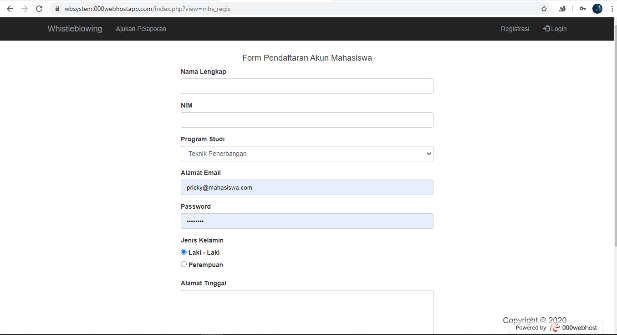 wbsystem.000webhostapp.com/index.php?view=mhs_regis
Whistleblowing Ajukan Pelaporan Registrasi Login
Form Pendaftaran Akun Mahasiswa
Nama Lengkap
NIM
Program Studi
Teknik Penerbangan
Alamat Email
pricky@mahasiswa.com
Password
••••••••
Jenis Kelamin
Laki - Laki
Perempuan
Alamat Tinggal
Copyright © 2020
Powered by 000webhost